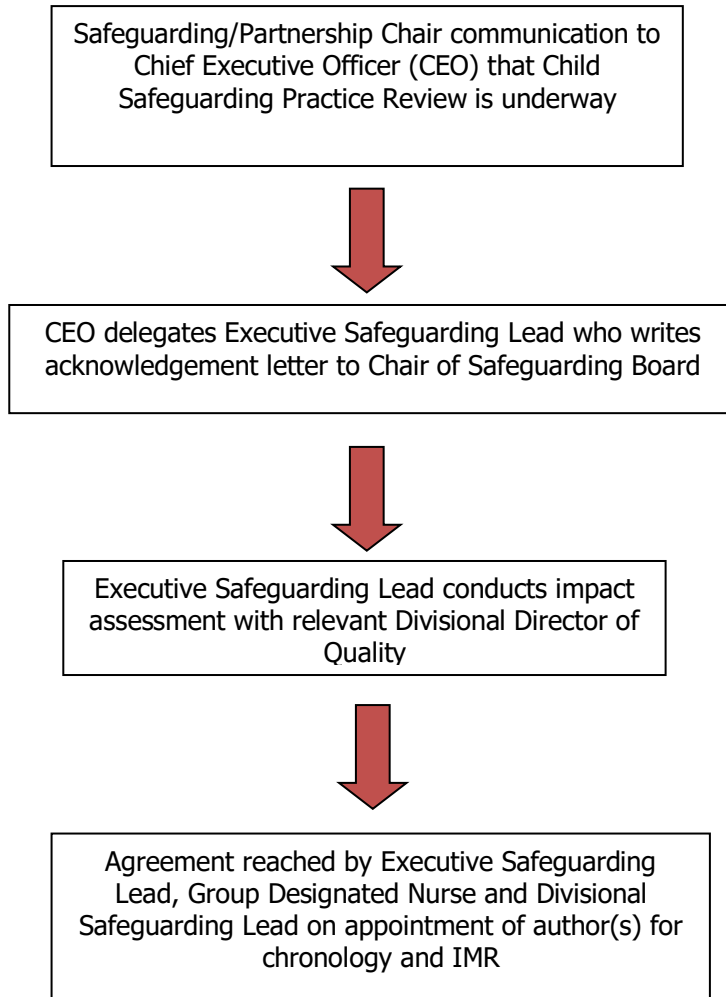 Safeguarding/Partnership Chair communication to
Chief Executive Officer (CEO) that Child
Safeguarding Practice Review is underway
CEO delegates Executive Safeguarding Lead who writes
acknowledgement letter to Chair of Safeguarding Board
Executive Safeguarding Lead conducts impact
assessment with relevant Divisional Director of
Quality
Agreement reached by Executive Safeguarding
Lead, Group Designated Nurse and Divisional
Safeguarding Lead on appointment of author(s) for
chronology and IMR